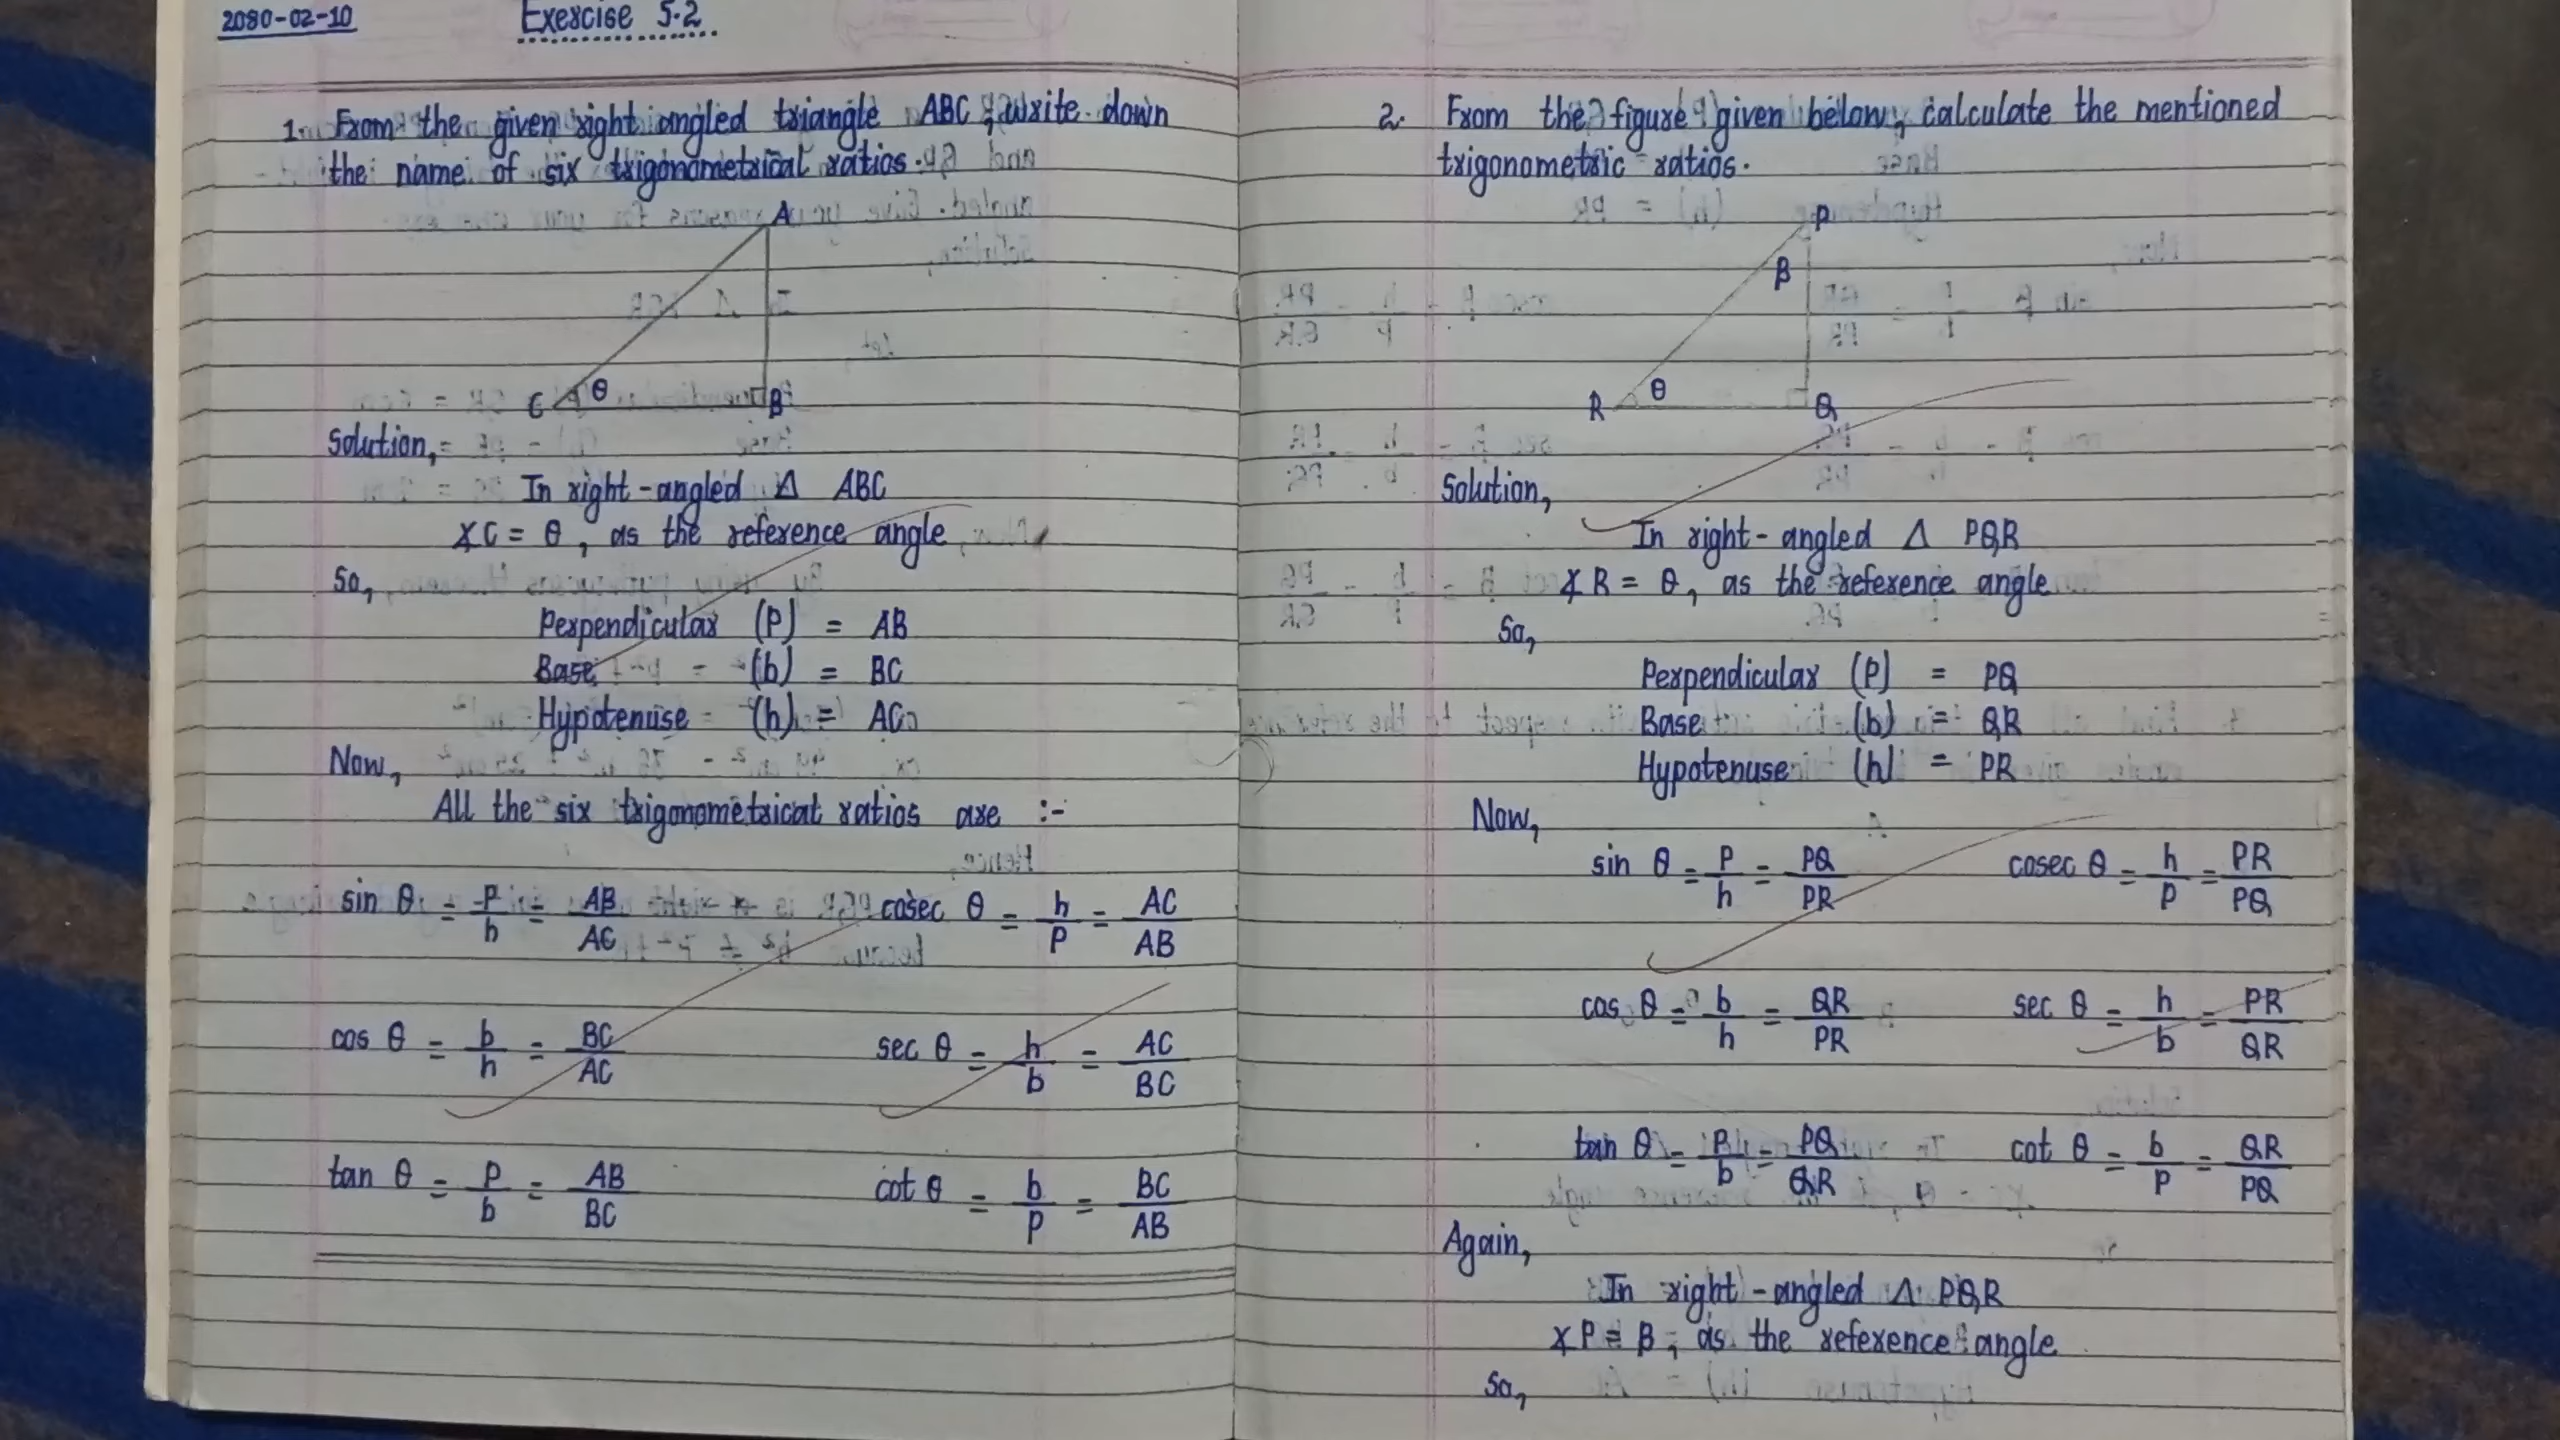 2080-02-10
Exercise 5.2
1. From the given right angled triangle ABC, write down
the name of six trigonometrical ratios.
A
C θ B
Solution,
In right-angled Δ ABC
∡C = θ, as the reference angle,
So,
Perpendicular (P) = AB
Base (b) = BC
Hypotenuse (h) = AC
Now,
All the six trigonometrical ratios are :-
sin θ = P/h = AB/AC cosec θ = h/P = AC/AB
cos θ = b/h = BC/AC sec θ = h/b = AC/BC
tan θ = P/b = AB/BC cot θ = b/P = BC/AB
2. From the figure given below, calculate the mentioned
trigonometric ratios.
P
β
R θ Q
Solution,
In right-angled Δ PQR
∡R = θ, as the reference angle
So,
Perpendicular (P) = PQ
Base (b) = QR
Hypotenuse (h) = PR
Now,
sin θ = P/h = PQ/PR cosec θ = h/P = PR/PQ
cos θ = b/h = QR/PR sec θ = h/b = PR/QR
tan θ = P/b = PQ/QR cot θ = b/P = QR/PQ
Again,
In right-angled Δ PQR
∡P = β, as the reference angle
So,